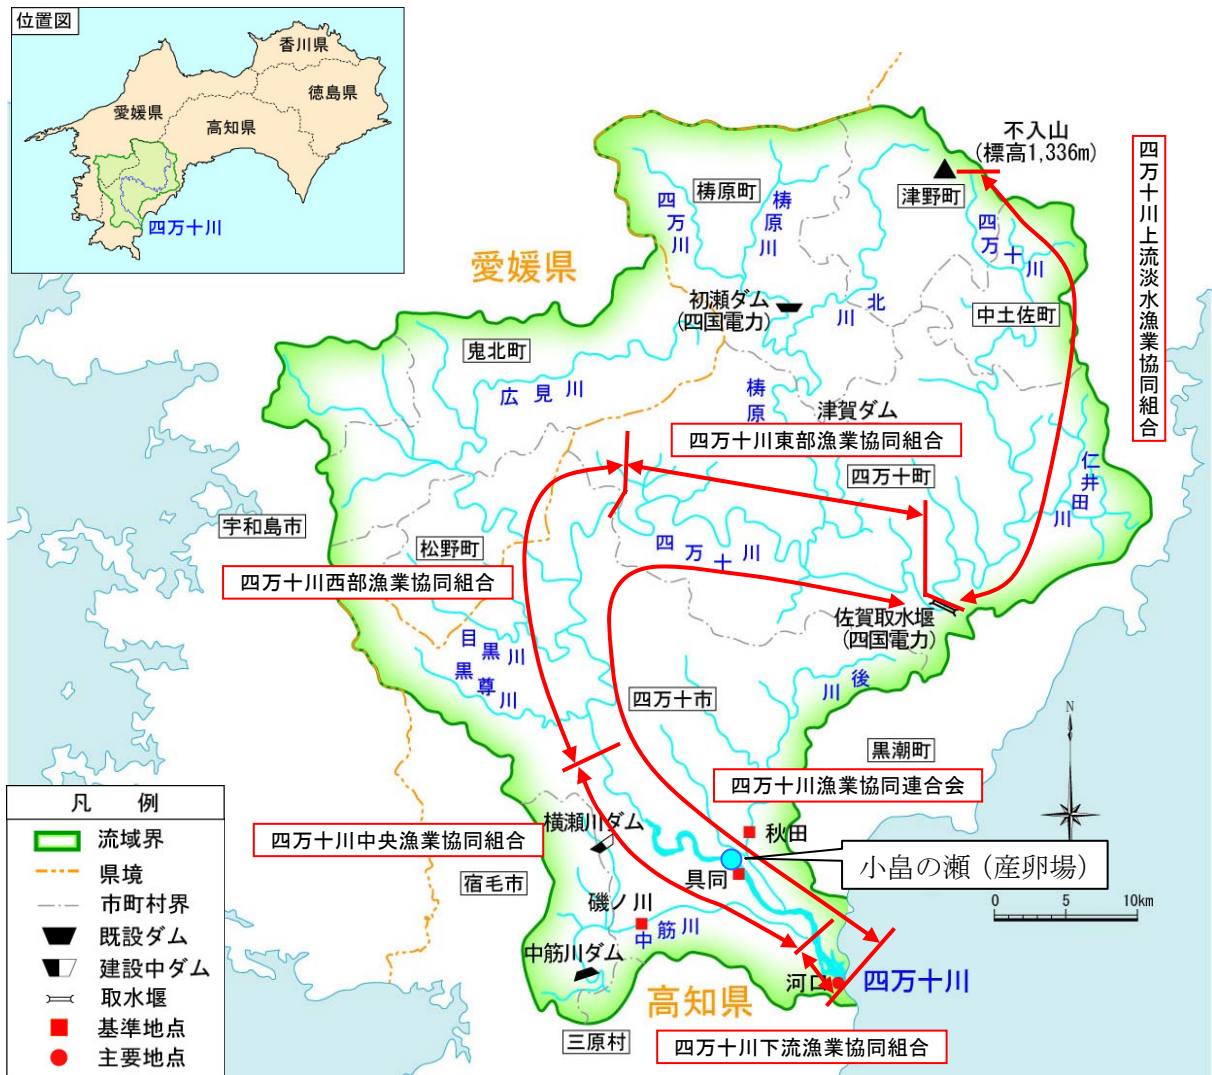 位置図
香川県
徳島県
愛媛県
高知県
四万十川
不入山
(標高1,336m)
四万十川上流淡水漁業協同組合
梼原町
津野町
四万川
梼原川
四万十川
愛媛県
初瀬ダム
(四国電力)
北川
中土佐町
鬼北町
広見川
梼原
津賀ダム
四万十川東部漁業協同組合
四万十町
仁井田川
宇和島市
松野町
四万十川
四万十川西部漁業協同組合
佐賀取水堰
(四国電力)
目黒川
黒尊川
後川
四万十市
N
黒潮町
四万十川漁業協同連合会
凡 例
流域界
県境
市町村界
既設ダム
建設中ダム
取水堰
基準地点
主要地点
四万十川中央漁業協同組合
横瀬川ダム
秋田
小畠の瀬（産卵場）
具同
宿毛市
磯ノ川
中筋川
0 5 10km
中筋川ダム
河口
四万十川
高知県
三原村
四万十川下流漁業協同組合